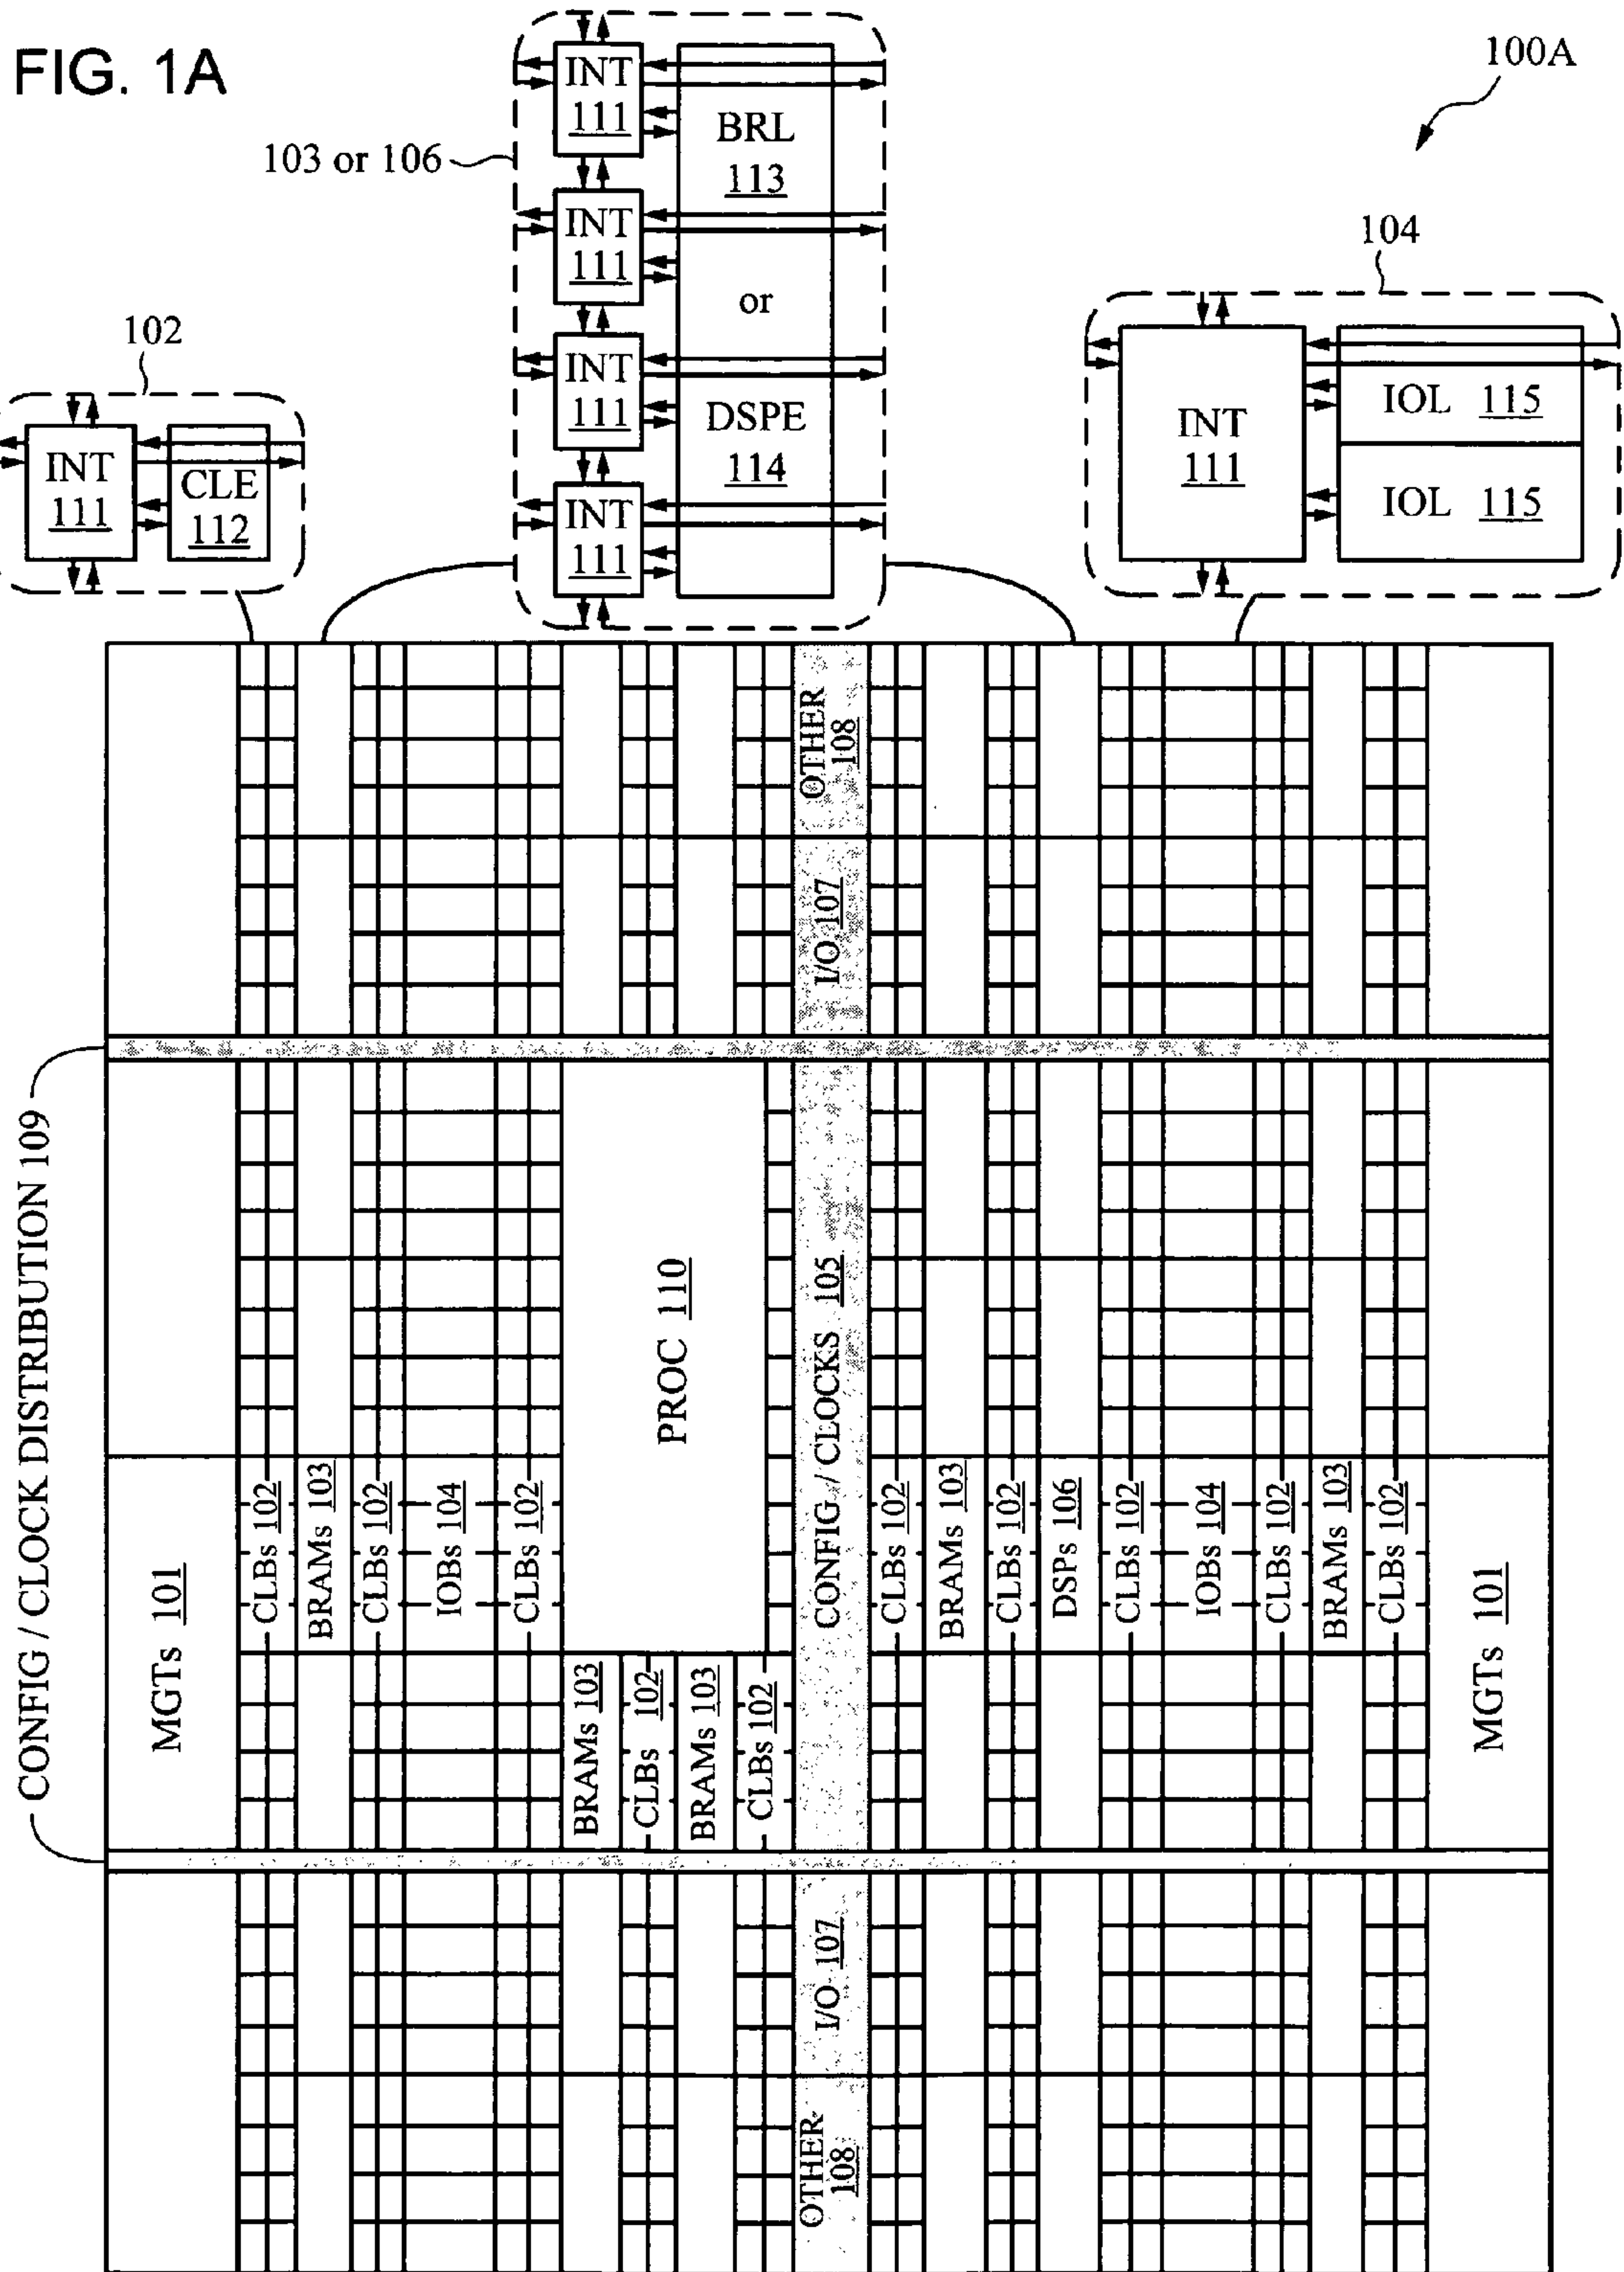 FIG. 1A
100A
103 or 106
INT
111
INT
111
INT
111
INT
111
BRL
113
or
DSPE
114
102
INT
111
CLE
112
104
INT
111
IOL 115
IOL 115
OTHER
108
I/O 107
CONFIG / CLOCK DISTRIBUTION 109
MGTs 101
CLBs 102
BRAMs 103
CLBs 102
IOBs 104
CLBs 102
PROC 110
BRAMs 103
CLBs 102
BRAMs 103
CLBs 102
CONFIG / CLOCKS 105
CLBs 102
BRAMs 103
CLBs 102
DSPs 106
CLBs 102
IOBs 104
CLBs 102
BRAMs 103
CLBs 102
MGTs 101
I/O 107
OTHER
108